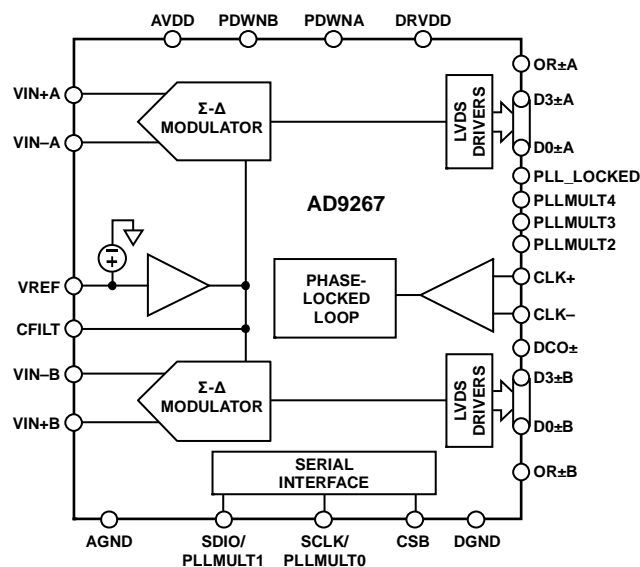 AVDD PDWNB PDWNA DRVDD
OR±A
VIN+A
Σ-Δ
MODULATOR
LVDS
DRIVERS
D3±A
VIN–A
D0±A
PLL_LOCKED
AD9267
PLLMULT4
PLLMULT3
PLLMULT2
VREF
PHASE-
LOCKED
LOOP
CLK+
CFILT
CLK–
DCO±
VIN–B
Σ-Δ
MODULATOR
LVDS
DRIVERS
D3±B
VIN+B
D0±B
SERIAL
INTERFACE
OR±B
AGND
SDIO/
PLLMULT1
SCLK/
PLLMULT0
CSB
DGND